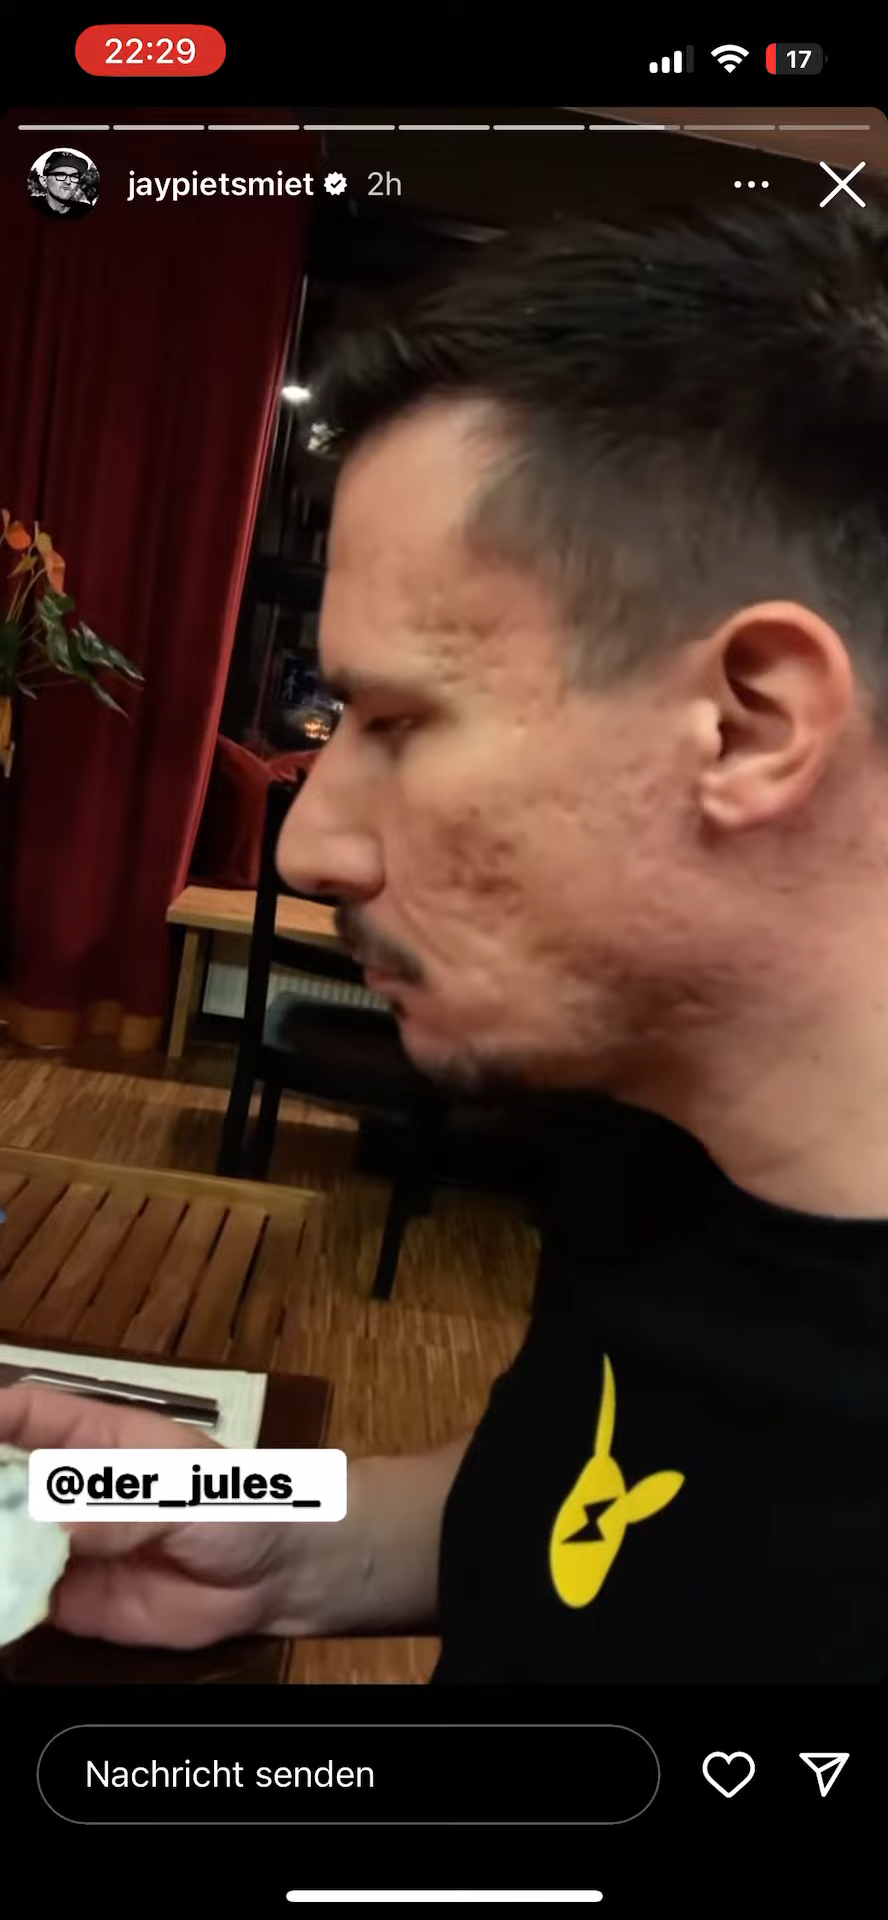 22:29
17
jaypietsmiet 2h
@der_jules_
Nachricht senden